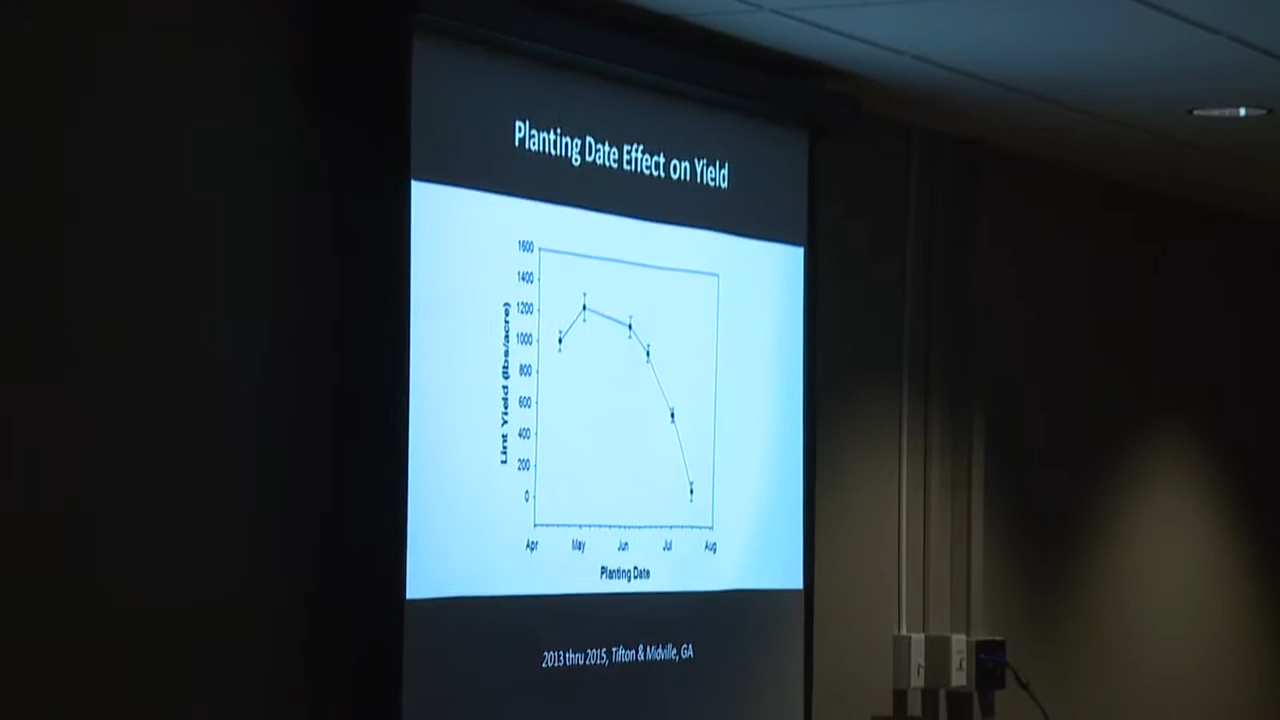 Planting Date Effect on Yield
1600
1400
1200
1000
800
600
400
200
0
Lint Yield (lbs/acre)
Apr May Jun Jul Aug
Planting Date
2013 thru 2015, Tifton & Midville, GA